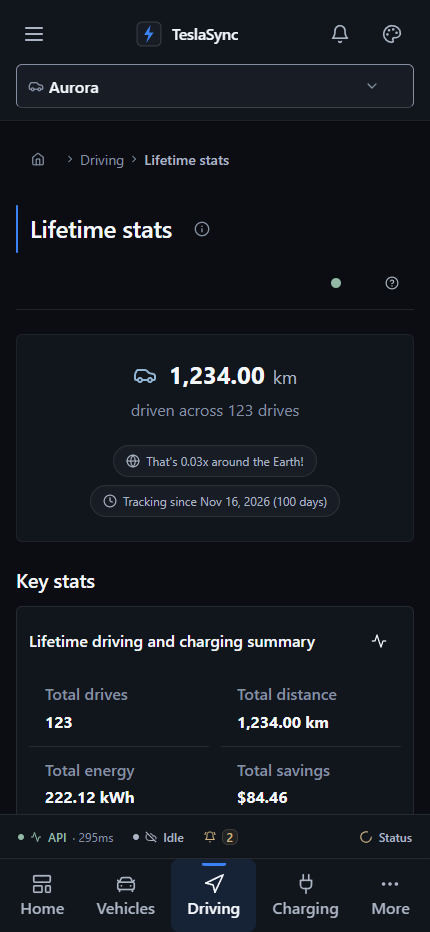 TeslaSync
Aurora
Driving
Lifetime stats
Lifetime stats
1,234.00 km
driven across 123 drives
That's 0.03x around the Earth!
Tracking since Nov 16, 2026 (100 days)
Key stats
Lifetime driving and charging summary
Total drives
123
Total distance
1,234.00 km
Total energy
222.12 kWh
Total savings
$84.46
API · 295ms
Idle
2
Status
Home
Vehicles
Driving
Charging
More